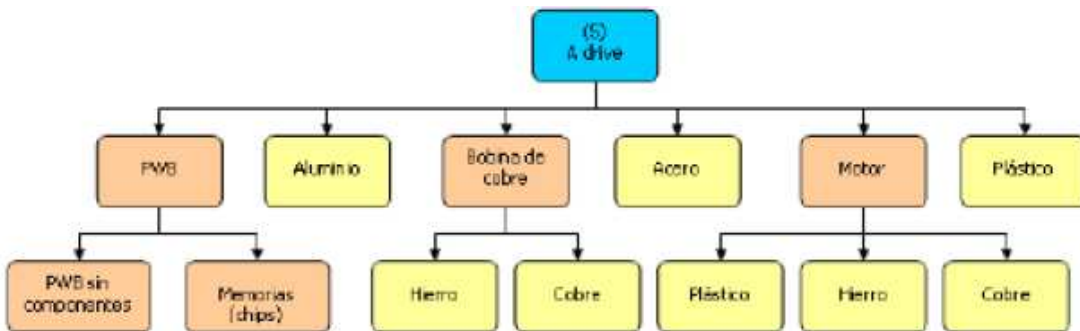 (5)
A drive
PWB
Aluminio
Bobina de
cobre
Acero
Motor
Plástico
PWB sin
componentes
Memorias
(chips)
Hierro
Cobre
Plástico
Hierro
Cobre